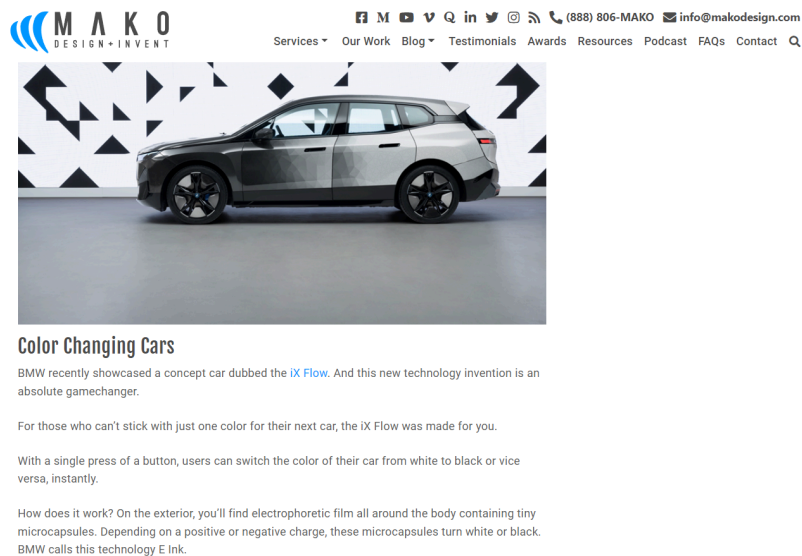 MAKO
DESIGN+INVENT
(888) 806-MAKO
info@makodesign.com
Services
Our Work
Blog
Testimonials
Awards
Resources
Podcast
FAQs
Contact
Color Changing Cars
BMW recently showcased a concept car dubbed the iX Flow. And this new technology invention is an
absolute gamechanger.
For those who can't stick with just one color for their next car, the iX Flow was made for you.
With a single press of a button, users can switch the color of their car from white to black or vice
versa, instantly.
How does it work? On the exterior, you'll find electrophoretic film all around the body containing tiny
microcapsules. Depending on a positive or negative charge, these microcapsules turn white or black.
BMW calls this technology E Ink.